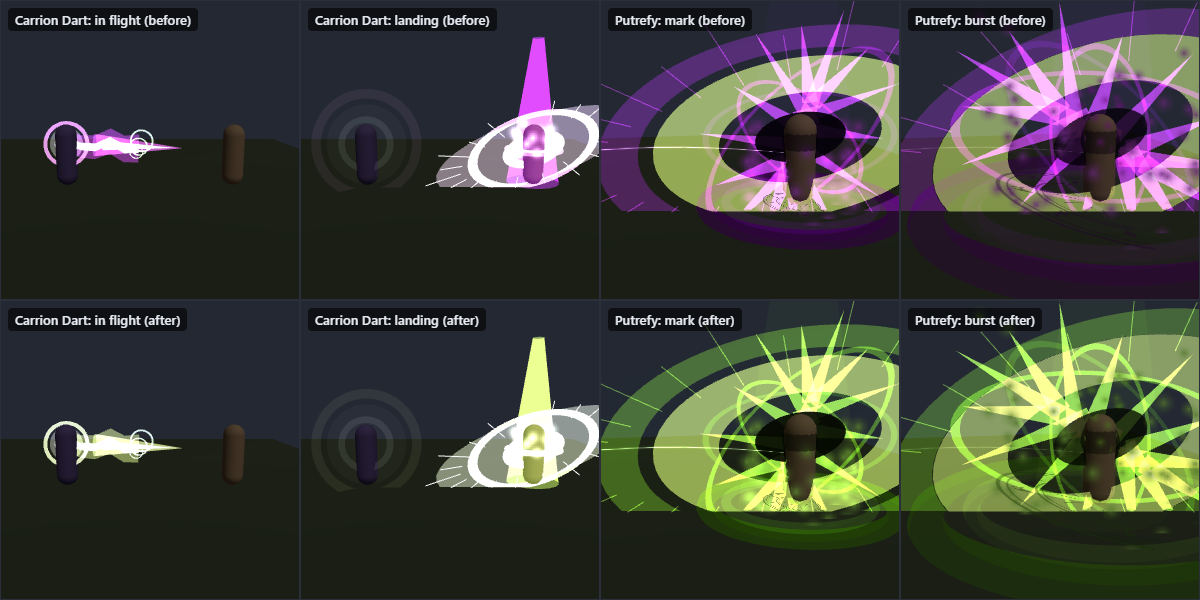 Carrion Dart: in flight (before)
Carrion Dart: landing (before)
Putrefy: mark (before)
Putrefy: burst (before)
Carrion Dart: in flight (after)
Carrion Dart: landing (after)
Putrefy: mark (after)
Putrefy: burst (after)